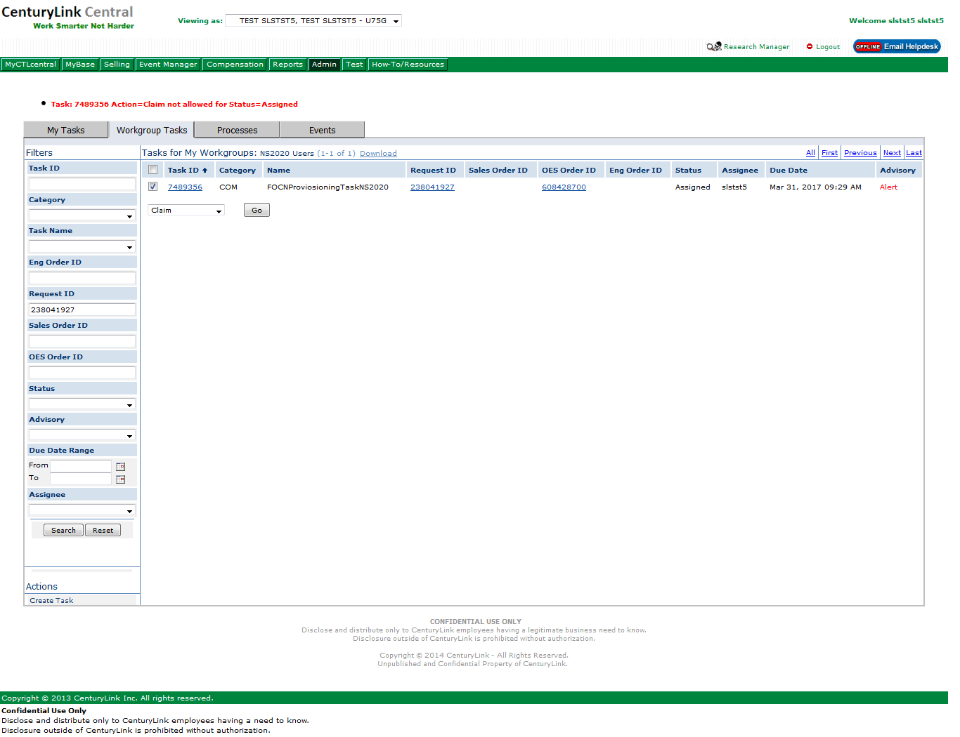 CenturyLink Central
Work Smarter Not Harder
Viewing as: TEST SLSTST5, TEST SLSTST5 - U75G
Welcome slstst5 slstst5
Research Manager Logout OFFLINE Email Helpdesk
MyCTLcentral MyBase Selling Event Manager Compensation Reports Admin Test How-To/Resources
Task: 7489356 Action=Claim not allowed for Status=Assigned
My Tasks Workgroup Tasks Processes Events
Filters
Tasks for My Workgroups: NS2020 Users (1-1 of 1) Download
All First Previous Next Last
Task ID Category Name Request ID Sales Order ID OES Order ID Eng Order ID Status Assignee Due Date Advisory
7489356 COM FOCNProviosioningTaskNS2020 238041927 608428700 Assigned slstst5 Mar 31, 2017 09:29 AM Alert
Claim Go
Task ID
Category
Task Name
Eng Order ID
Request ID
238041927
Sales Order ID
OES Order ID
Status
Advisory
Due Date Range
From
To
Assignee
Search Reset
Actions
Create Task
CONFIDENTIAL USE ONLY
Disclose and distribute only to CenturyLink employees having a legitimate business need to know.
Disclosure outside of CenturyLink is prohibited without authorization.
Copyright © 2014 CenturyLink - All Rights Reserved.
Unpublished and Confidential Property of CenturyLink.
Copyright © 2013 CenturyLink Inc. All rights reserved.
Confidential Use Only
Disclose and distribute only to CenturyLink employees having a need to know.
Disclosure outside of CenturyLink is prohibited without authorization.